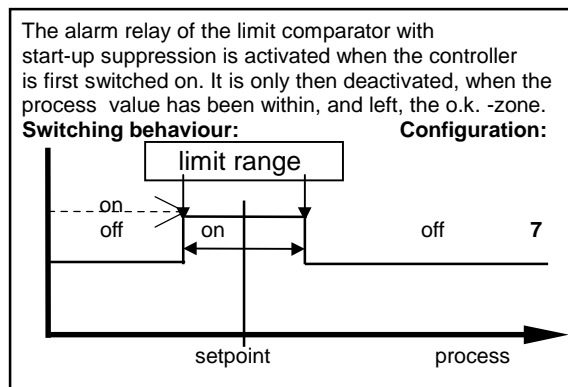 The alarm relay of the limit comparator with
start-up suppression is activated when the controller
is first switched on. It is only then deactivated, when the
process value has been within, and left, the o.k. -zone.
Switching behaviour: Configuration:
limit range
on
off on off 7
setpoint process